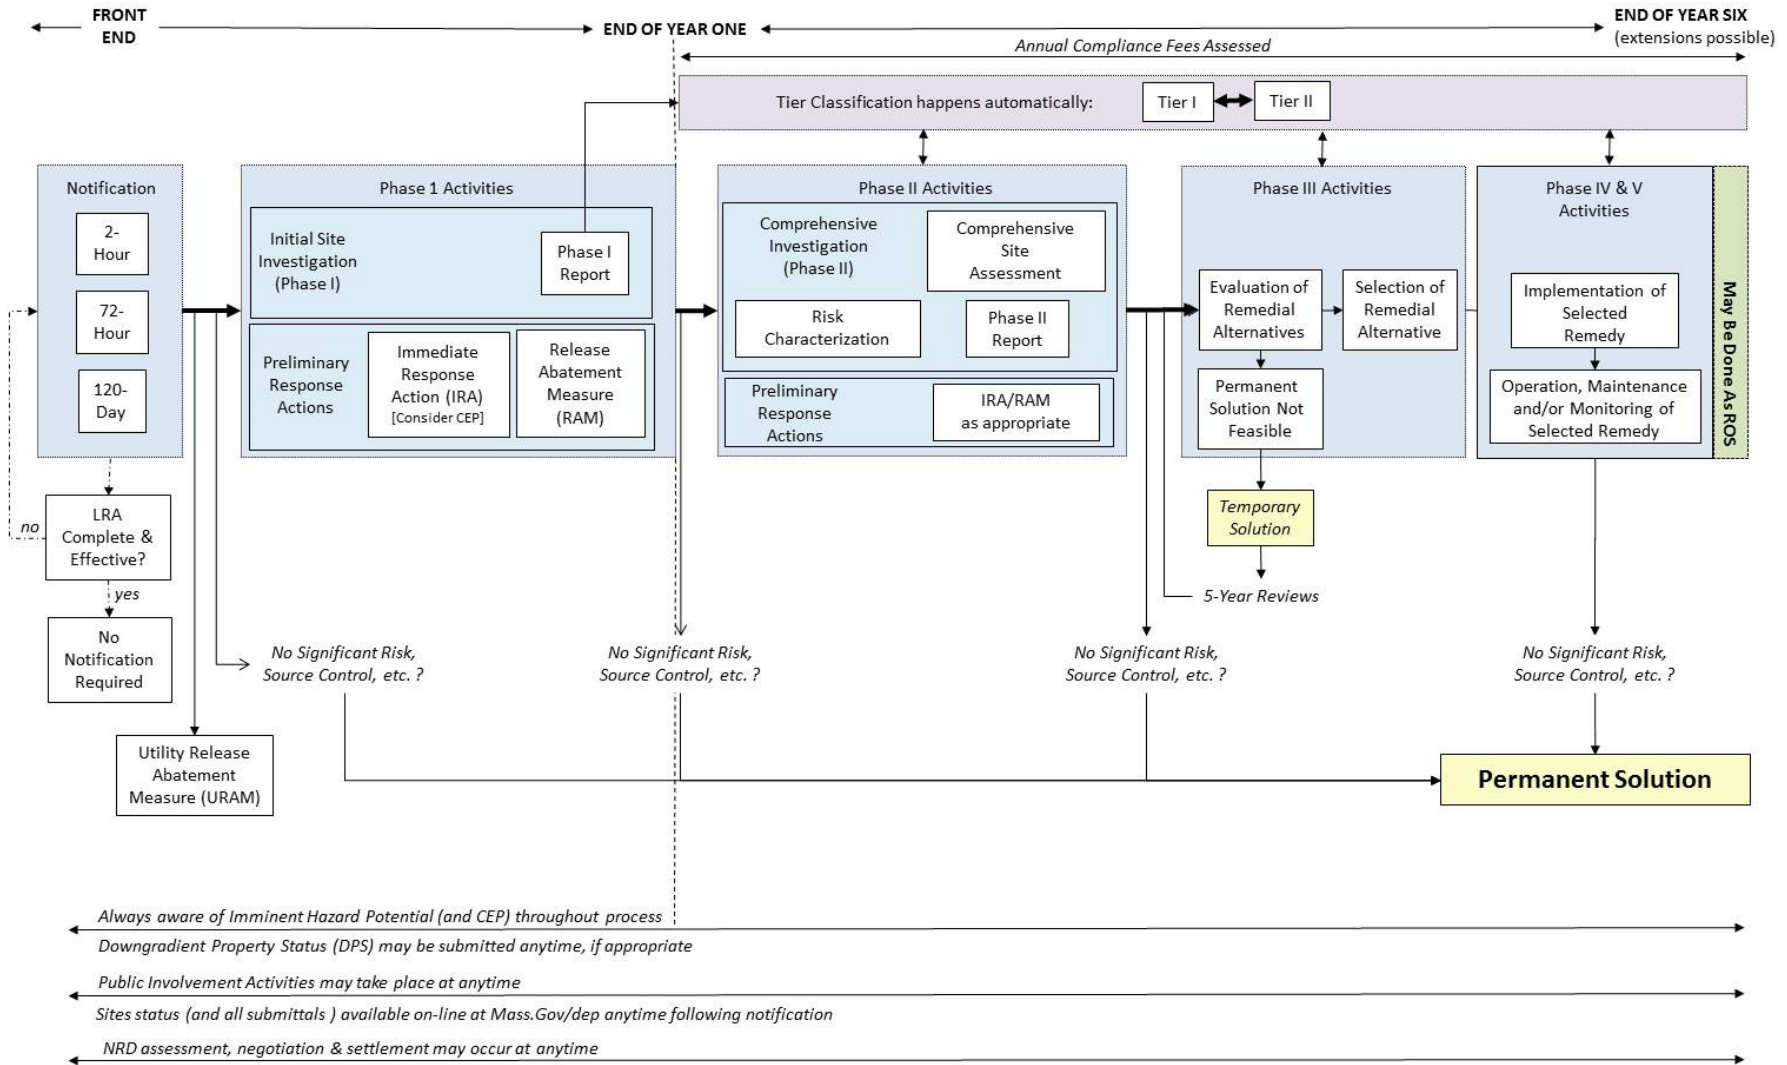 FRONT
END
END OF YEAR ONE
END OF YEAR SIX
(extensions possible)
Annual Compliance Fees Assessed
Tier Classification happens automatically:
Tier I
Tier II
Notification
2-
Hour
72-
Hour
120-
Day
LRA
Complete &
Effective?
no
yes
No
Notification
Required
Utility Release
Abatement
Measure (URAM)
Phase 1 Activities
Initial Site
Investigation
(Phase I)
Phase I
Report
Preliminary
Response
Actions
Immediate
Response
Action (IRA)
[Consider CEP]
Release
Abatement
Measure
(RAM)
Phase II Activities
Comprehensive
Investigation
(Phase II)
Comprehensive
Site
Assessment
Risk
Characterization
Phase II
Report
Preliminary
Response
Actions
IRA/RAM
as appropriate
Phase III Activities
Evaluation of
Remedial
Alternatives
Selection of
Remedial
Alternative
Permanent
Solution Not
Feasible
Temporary
Solution
5-Year Reviews
Phase IV & V
Activities
Implementation of
Selected
Remedy
Operation, Maintenance
and/or Monitoring of
Selected Remedy
May Be Done As ROS
No Significant Risk,
Source Control, etc. ?
No Significant Risk,
Source Control, etc. ?
No Significant Risk,
Source Control, etc. ?
No Significant Risk,
Source Control, etc. ?
Permanent Solution
Always aware of Imminent Hazard Potential (and CEP) throughout process
Downgradient Property Status (DPS) may be submitted anytime, if appropriate
Public Involvement Activities may take place at anytime
Sites status (and all submittals ) available on-line at Mass.Gov/dep anytime following notification
NRD assessment, negotiation & settlement may occur at anytime